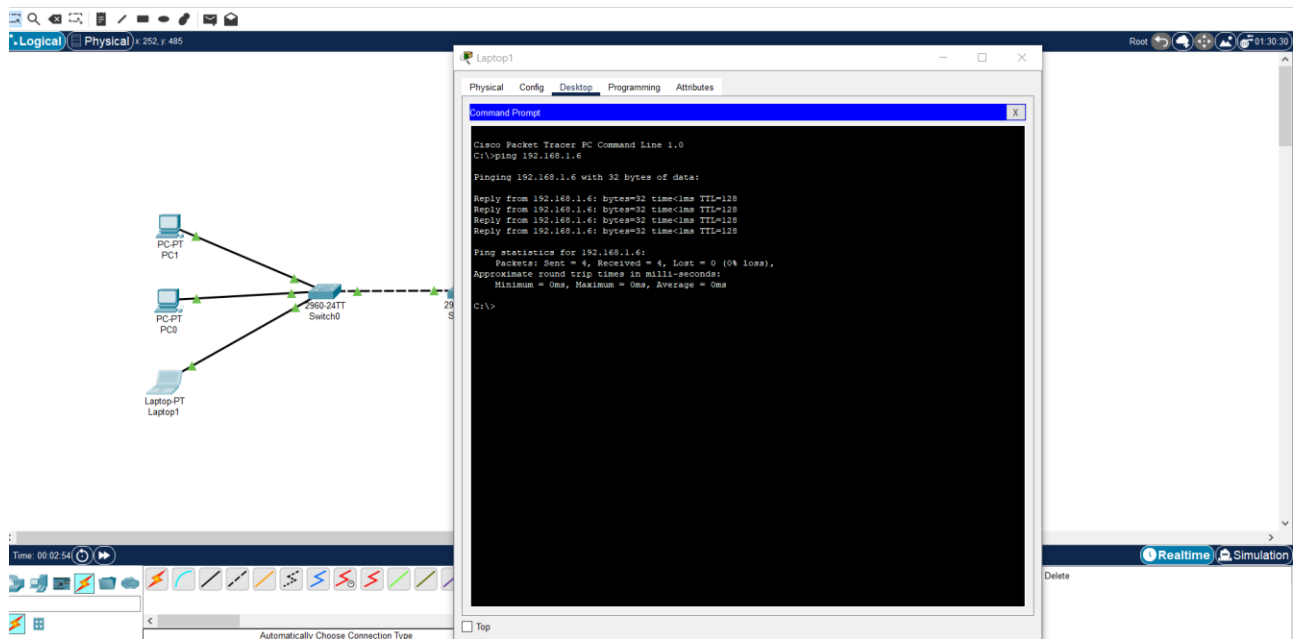 Logical Physical x: 252, y: 485
Root 01:30:30
Laptop1
Physical Config Desktop Programming Attributes
Command Prompt X
Cisco Packet Tracer PC Command Line 1.0
C:\>ping 192.168.1.6
Pinging 192.168.1.6 with 32 bytes of data:
Reply from 192.168.1.6: bytes=32 time<1ms TTL=128
Reply from 192.168.1.6: bytes=32 time<1ms TTL=128
Reply from 192.168.1.6: bytes=32 time<1ms TTL=128
Reply from 192.168.1.6: bytes=32 time<1ms TTL=128
Ping statistics for 192.168.1.6:
Packets: Sent = 4, Received = 4, Lost = 0 (0% loss),
Approximate round trip times in milli-seconds:
Minimum = 0ms, Maximum = 0ms, Average = 0ms
C:\>
PC-PT
PC1
PC-PT
PC0
2960-24TT
Switch0
29
S
Laptop-PT
Laptop1
Time: 00:02:54
Realtime Simulation
Delete
Top
Automatically Choose Connection Type